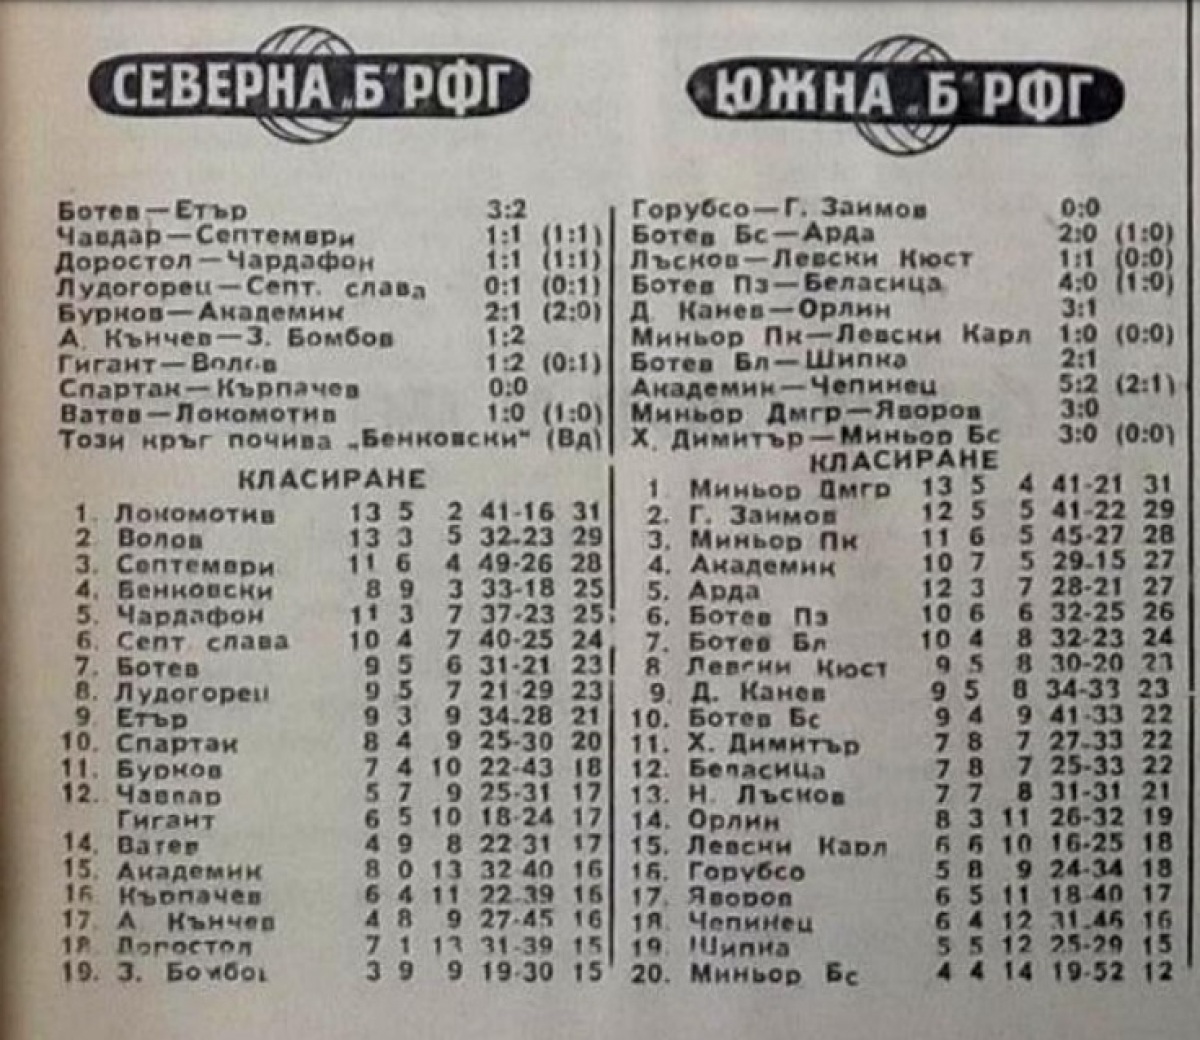 СЕВЕРНА „Б“ РФГ
Ботев—Етър 3:2
Чавдар—Септември 1:1 (1:1)
Доростол—Чардафон 1:1 (1:1)
Лудогорец—Септ. слава 0:1 (0:1)
Бурков—Академик 2:1 (2:0)
А. Кънчев—З. Бомбов 1:2
Гигант—Волов 1:2 (0:1)
Спартак—Кърпачев 0:0
Ватев—Локомотив 1:0 (1:0)
Този кръг почива „Бенковски“ (Вд)
КЛАСИРАНЕ
1. Локомотив 13 5 2 41-16 31
2. Волов 13 3 5 32-23 29
3. Септември 11 6 4 49-26 28
4. Бенковски 8 9 3 33-18 25
5. Чардафон 11 3 7 37-23 25
6. Септ слава 10 4 7 40-25 24
7. Ботев 9 5 6 31-21 23
8. Лудогорец 9 5 7 21-29 23
9. Етър 9 3 9 34-28 21
10. Спартак 8 4 9 25-30 20
11. Бурков 7 4 10 22-43 18
12. Чавдар 5 7 9 25-31 17
Гигант 6 5 10 18-24 17
14. Ватев 4 9 8 22-31 17
15. Академик 8 0 13 32-40 16
16. Кърпачев 6 4 11 22-39 16
17. А. Кънчев 4 8 9 27-45 16
18. Доростол 7 1 13 31-39 15
19. З. Бомбов 3 9 9 19-30 15
ЮЖНА „Б“ РФГ
Горубсо—Г. Заимов 0:0
Ботев Бс—Арда 2:0 (1:0)
Лъсков—Левски Кюст 1:1 (0:0)
Ботев Пз—Беласица 4:0 (1:0)
Д. Канев—Орлин 3:1
Миньор Пк—Левски Карл 1:0 (0:0)
Ботев Бл—Шипка 2:1
Академик—Чепинец 5:2 (2:1)
Миньор Дмгр—Яворов 3:0
Х. Димитър—Миньор Бс 3:0 (0:0)
КЛАСИРАНЕ
1. Миньор Дмгр 13 5 4 41-21 31
2. Г. Заимов 12 5 5 41-22 29
3. Миньор Пк 11 6 5 45-27 28
4. Академик 10 7 5 29-15 27
5. Арда 12 3 7 28-21 27
6. Ботев Пз 10 6 6 32-25 26
7. Ботев Бл 10 4 8 32-23 24
8 Левски Кюст 9 5 8 30-20 23
9. Д. Канев 9 5 8 34-33 23
10. Ботев Бс 9 4 9 41-33 22
11. Х. Димитър 7 8 7 27-33 22
12. Беласица 7 8 7 25-33 22
13. Н. Лъсков 7 7 8 31-31 21
14. Орлин 8 3 11 26-32 19
15. Левски Карл 6 6 10 16-25 18
16. Горубсо 5 8 9 24-34 18
17. Яворов 6 5 11 18-40 17
18. Чепинец 6 4 12 31-46 16
19. Шипка 5 5 12 25-29 15
20. Миньор Бс 4 4 14 19-52 12